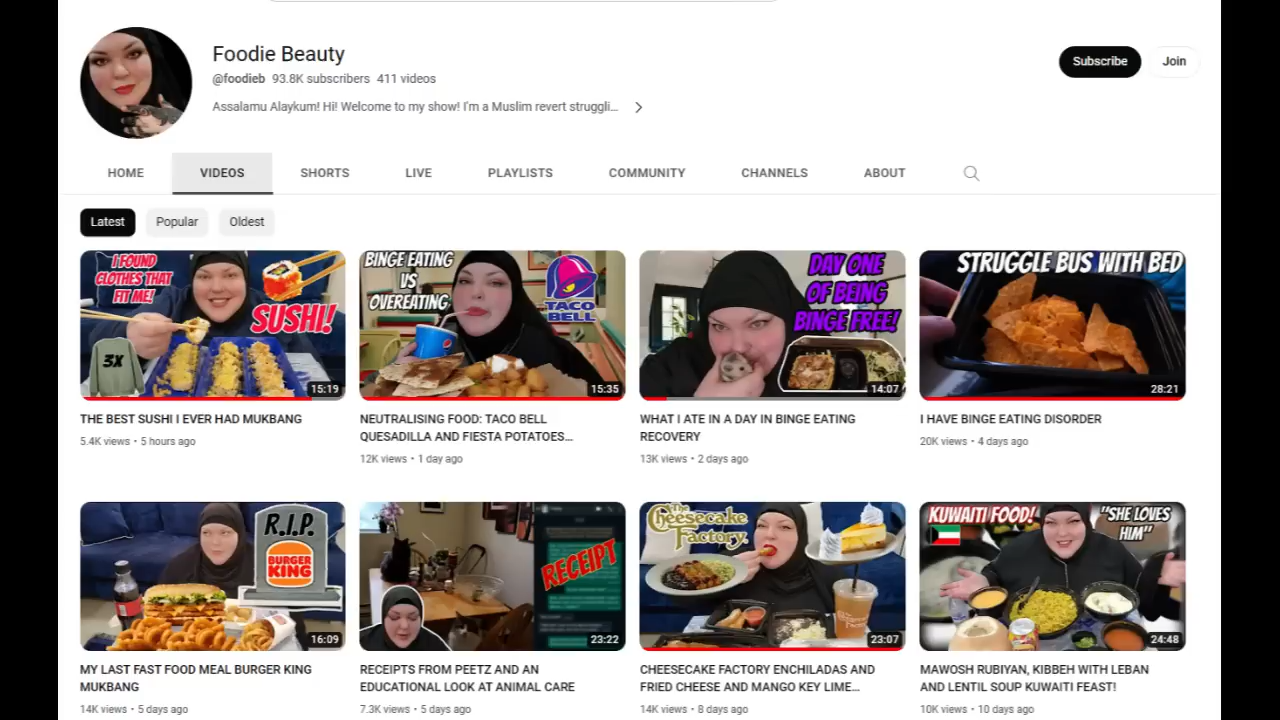 Foodie Beauty
@foodieb 93.8K subscribers 411 videos
Assalamu Alaykum! Hi! Welcome to my show! I'm a Muslim revert struggli...
Subscribe
Join
HOME
VIDEOS
SHORTS
LIVE
PLAYLISTS
COMMUNITY
CHANNELS
ABOUT
Latest
Popular
Oldest
I FOUND
CLOTHES THAT
FIT ME!
SUSHI!
3X
15:19
BINGE EATING
VS
OVEREATING
TACO
BELL
15:35
DAY ONE
OF BEING
BINGE FREE!
14:07
STRUGGLE BUS WITH BED
28:21
THE BEST SUSHI I EVER HAD MUKBANG
5.4K views • 5 hours ago
NEUTRALISING FOOD: TACO BELL
QUESADILLA AND FIESTA POTATOES...
12K views • 1 day ago
WHAT I ATE IN A DAY IN BINGE EATING
RECOVERY
13K views • 2 days ago
I HAVE BINGE EATING DISORDER
20K views • 4 days ago
R.I.P.
BURGER
KING
16:09
RECEIPT
23:22
The
Cheesecake
Factory
23:07
KUWAITI FOOD!
"SHE LOVES
HIM"
24:48
MY LAST FAST FOOD MEAL BURGER KING
MUKBANG
14K views • 5 days ago
RECEIPTS FROM PEETZ AND AN
EDUCATIONAL LOOK AT ANIMAL CARE
7.3K views • 5 days ago
CHEESECAKE FACTORY ENCHILADAS AND
FRIED CHEESE AND MANGO KEY LIME...
14K views • 8 days ago
MAWOSH RUBIYAN, KIBBEH WITH LEBAN
AND LENTIL SOUP KUWAITI FEAST!
10K views • 10 days ago